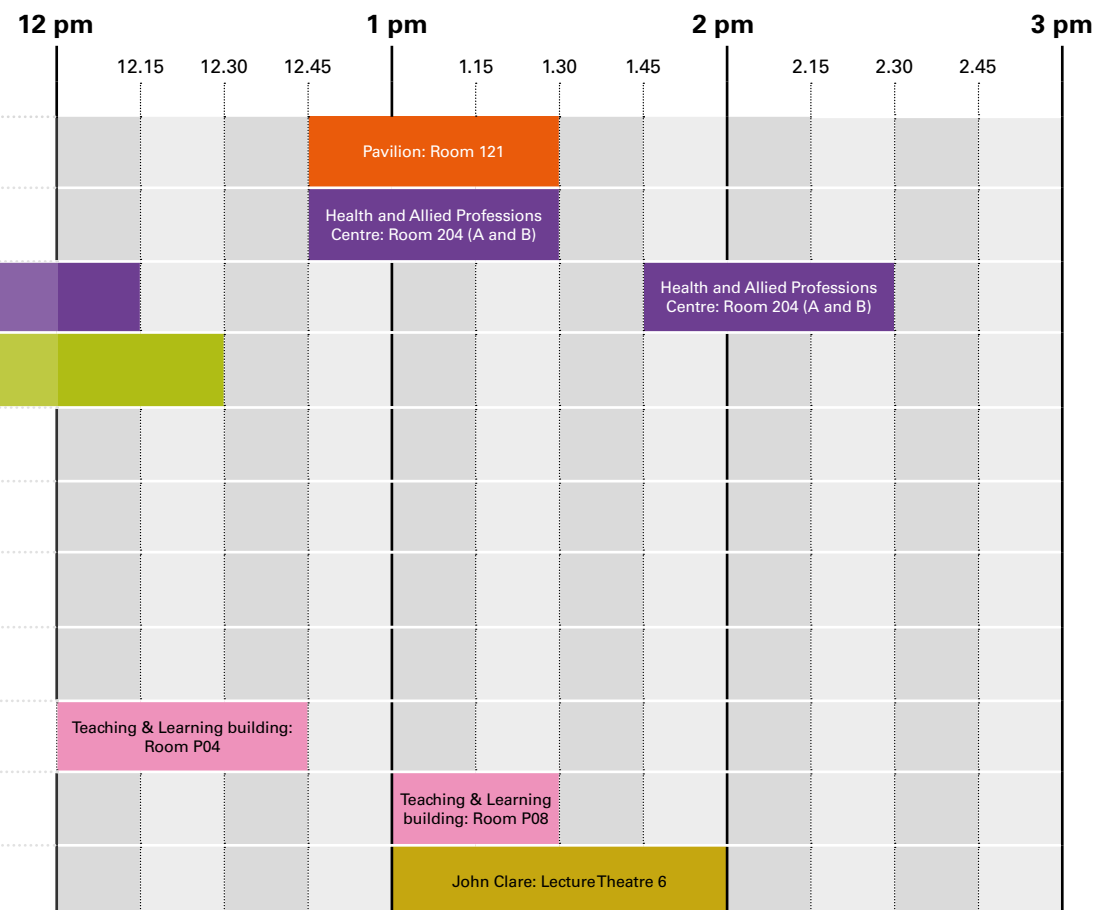 12 pm
1 pm
2 pm
3 pm
12.15
12.30
12.45
1.15
1.30
1.45
2.15
2.30
2.45
Pavilion: Room 121
Health and Allied Professions
Centre: Room 204 (A and B)
Health and Allied Professions
Centre: Room 204 (A and B)
Teaching & Learning building:
Room P04
Teaching & Learning
building: Room P08
John Clare: Lecture Theatre 6